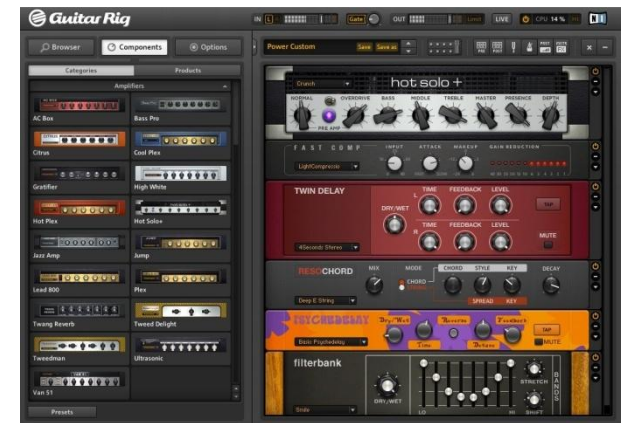 Guitar Rig
IN L Gate OUT Limit LIVE CPU 14 %
Browser Components Options
Power Custom Save Save as
Categories Products
Amplifiers
AC Box Bass Pro
Citrus Cool Plex
Gratifier High White
Hot Plex Hot Solo+
Jazz Amp Jump
Lead 800 Plex
Twang Reverb Tweed Delight
Tweedman Ultrasonic
Van 51
Presets
Crunch hot solo +
NORMAL OVERDRIVE BASS MIDDLE TREBLE MASTER PRESENCE DEPTH
PRE AMP
FAST COMP INPUT ATTACK MAKEUP GAIN REDUCTION
LightCompressio
TWIN DELAY
TIME FEEDBACK LEVEL
L
DRY/WET TAP
TIME FEEDBACK LEVEL
R
MUTE
4Seconds Stereo
RESOCHORD MIX MODE CHORD STYLE KEY DECAY
CHORD
Deep E String SPREAD KEY
PSYCHEDELAY Dry/Wet Reverse Feedback
TAP
Basic Psychedelay Time Detune MUTE
filterbank
STRETCH
BANDS
DRY/WET
LO HI SHIFT